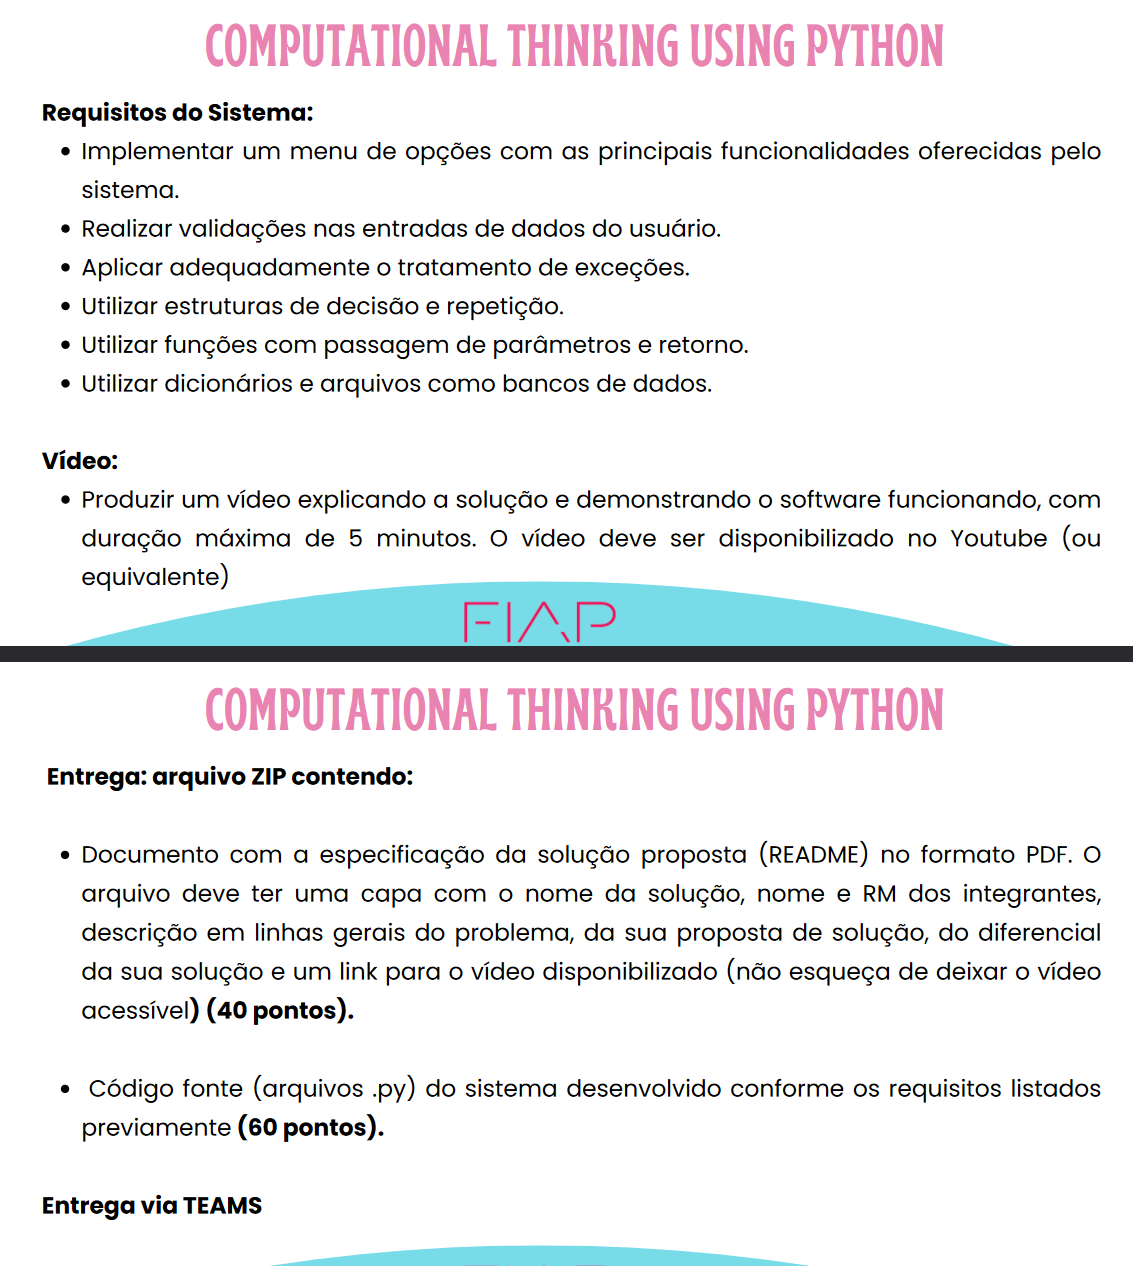 COMPUTATIONAL THINKING USING PYTHON
Requisitos do Sistema:
• Implementar um menu de opções com as principais funcionalidades oferecidas pelo
sistema.
• Realizar validações nas entradas de dados do usuário.
• Aplicar adequadamente o tratamento de exceções.
• Utilizar estruturas de decisão e repetição.
• Utilizar funções com passagem de parâmetros e retorno.
• Utilizar dicionários e arquivos como bancos de dados.
Vídeo:
• Produzir um vídeo explicando a solução e demonstrando o software funcionando, com
duração máxima de 5 minutos. O vídeo deve ser disponibilizado no Youtube (ou
equivalente)
FIAP
COMPUTATIONAL THINKING USING PYTHON
Entrega: arquivo ZIP contendo:
• Documento com a especificação da solução proposta (README) no formato PDF. O
arquivo deve ter uma capa com o nome da solução, nome e RM dos integrantes,
descrição em linhas gerais do problema, da sua proposta de solução, do diferencial
da sua solução e um link para o vídeo disponibilizado (não esqueça de deixar o vídeo
acessível) (40 pontos).
• Código fonte (arquivos .py) do sistema desenvolvido conforme os requisitos listados
previamente (60 pontos).
Entrega via TEAMS